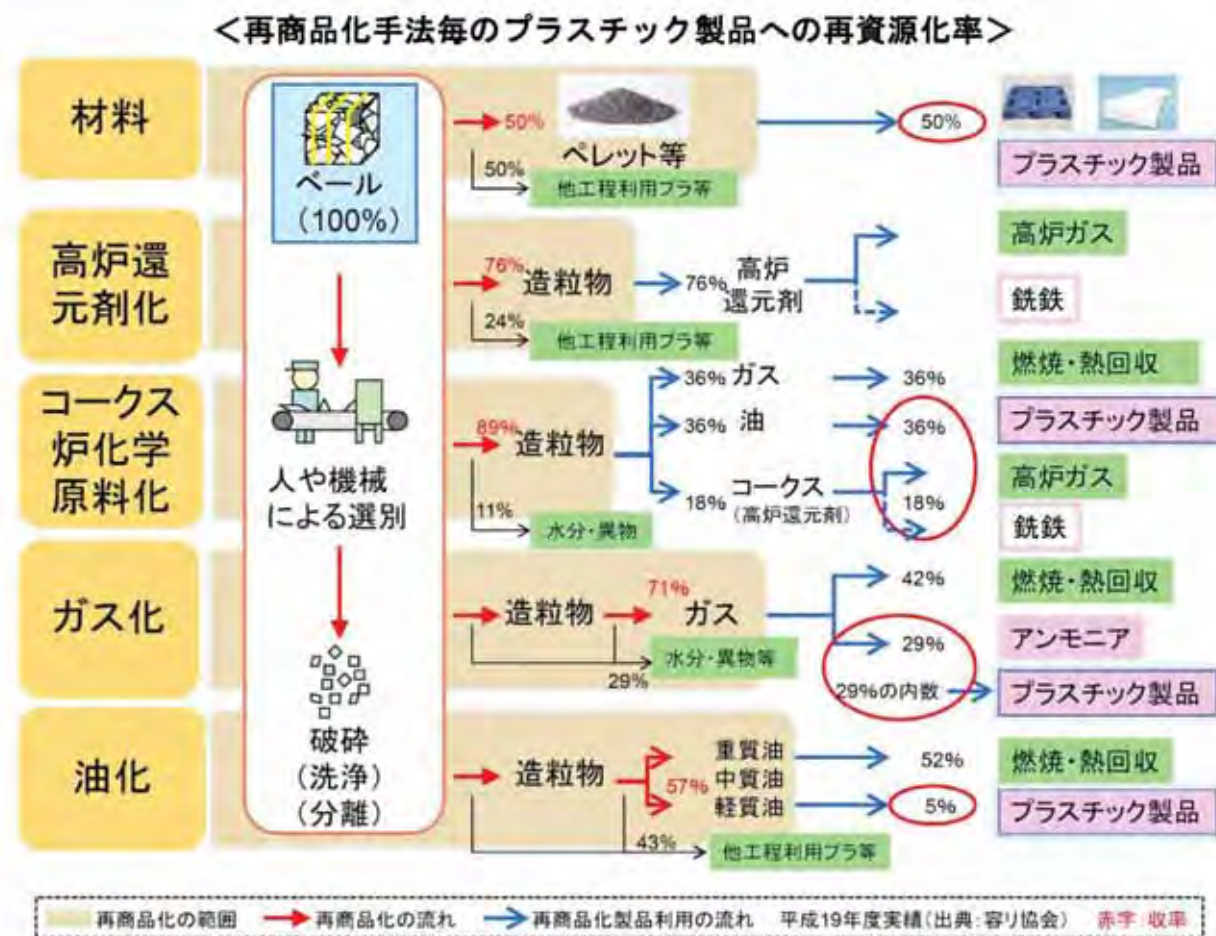 ＜再商品化手法毎のプラスチック製品への再資源化率＞
材料
ベール
（100%）
50%
ペレット等
50%
他工程利用プラ等
50%
プラスチック製品
高炉還
元剤化
76%
造粒物
24%
他工程利用プラ等
76%
高炉
還元剤
高炉ガス
銑鉄
コークス
炉化学
原料化
人や機械
による選別
89%
造粒物
11%
水分・異物
36% ガス
36%
燃焼・熱回収
36% 油
36%
プラスチック製品
18% コークス
（高炉還元剤）
18%
高炉ガス
銑鉄
ガス化
造粒物
71%
ガス
29%
水分・異物等
42%
燃焼・熱回収
29%
アンモニア
29%の内数
プラスチック製品
油化
破砕
（洗浄）
（分離）
造粒物
57%
重質油
中質油
軽質油
43%
他工程利用プラ等
52%
燃焼・熱回収
5%
プラスチック製品
再商品化の範囲 再商品化の流れ 再商品化製品利用の流れ 平成19年度実績（出典：容リ協会） 赤字：収率